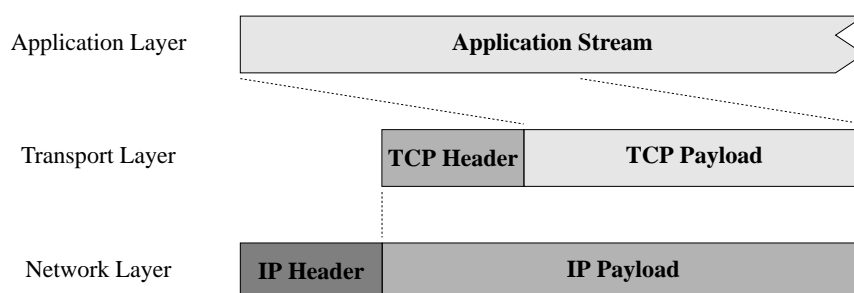 Application Layer
Application Stream
Transport Layer
TCP Header
TCP Payload
Network Layer
IP Header
IP Payload